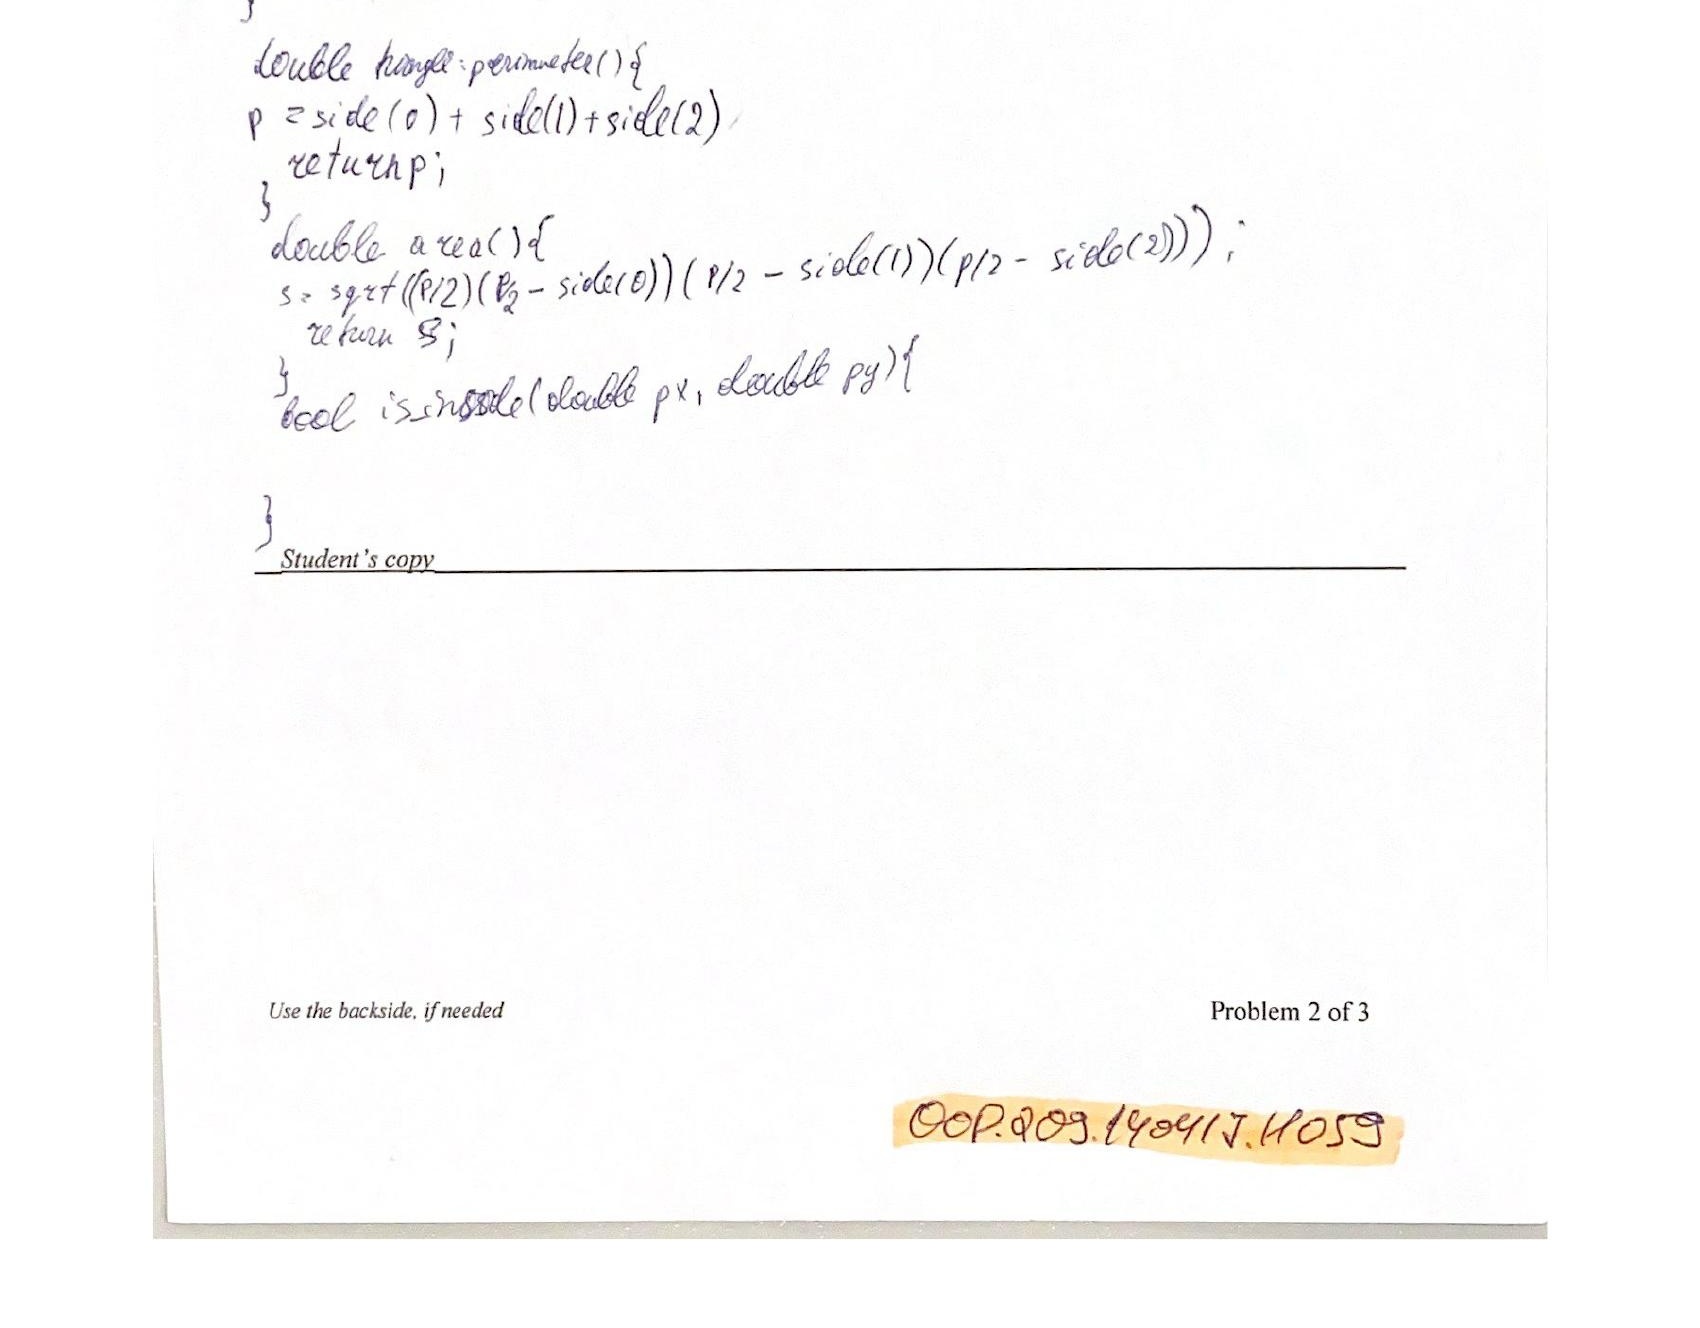 }
double triangle:perimeter(){
p = side(0) + side(1)+side(2)
return p;
}
double area(){
s= sqrt((P/2)(P/2 - side(0))(P/2 - side(1))(p/2 - side(2)));
return s;
}
bool is_inside(double px, double py){
}
Student's copy
Use the backside, if needed
Problem 2 of 3
OOP.209.140417.H059